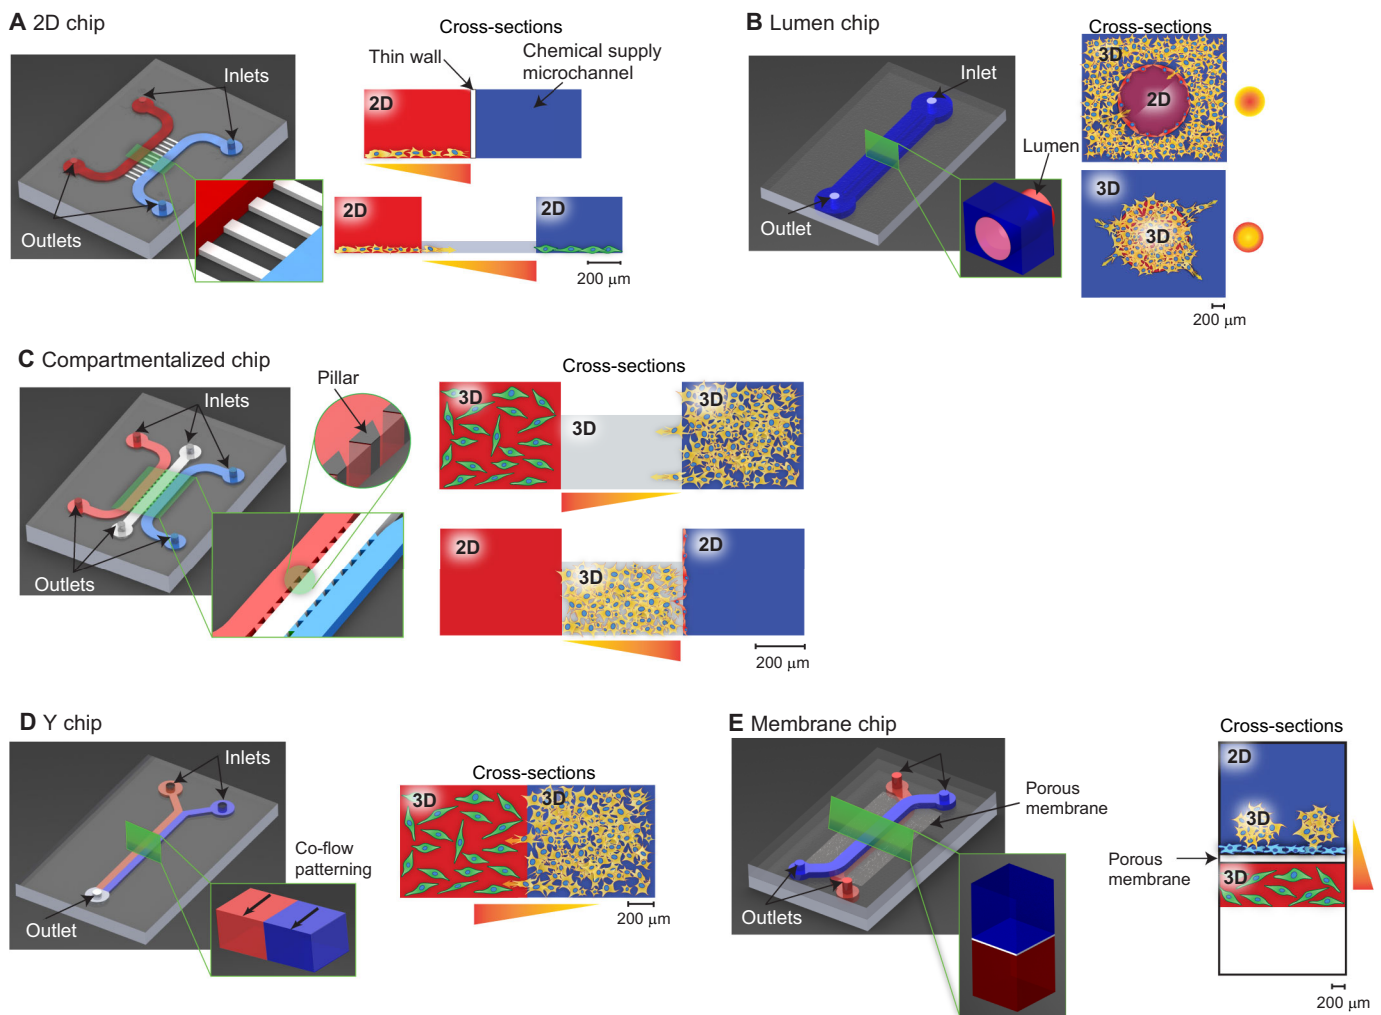 A 2D chip
Cross-sections
Inlets
Thin wall
Chemical supply
microchannel
2D
2D
2D
Outlets
200 μm
B Lumen chip
Cross-sections
Inlet
3D
2D
Lumen
3D
3D
Outlet
200 μm
C Compartmentalized chip
Cross-sections
Pillar
Inlets
3D
3D
3D
2D
2D
3D
Outlets
200 μm
D Y chip
Inlets
Cross-sections
3D
3D
Co-flow
patterning
Outlet
200 μm
E Membrane chip
Cross-sections
2D
Porous
membrane
3D
Porous
membrane
3D
Outlets
200 μm